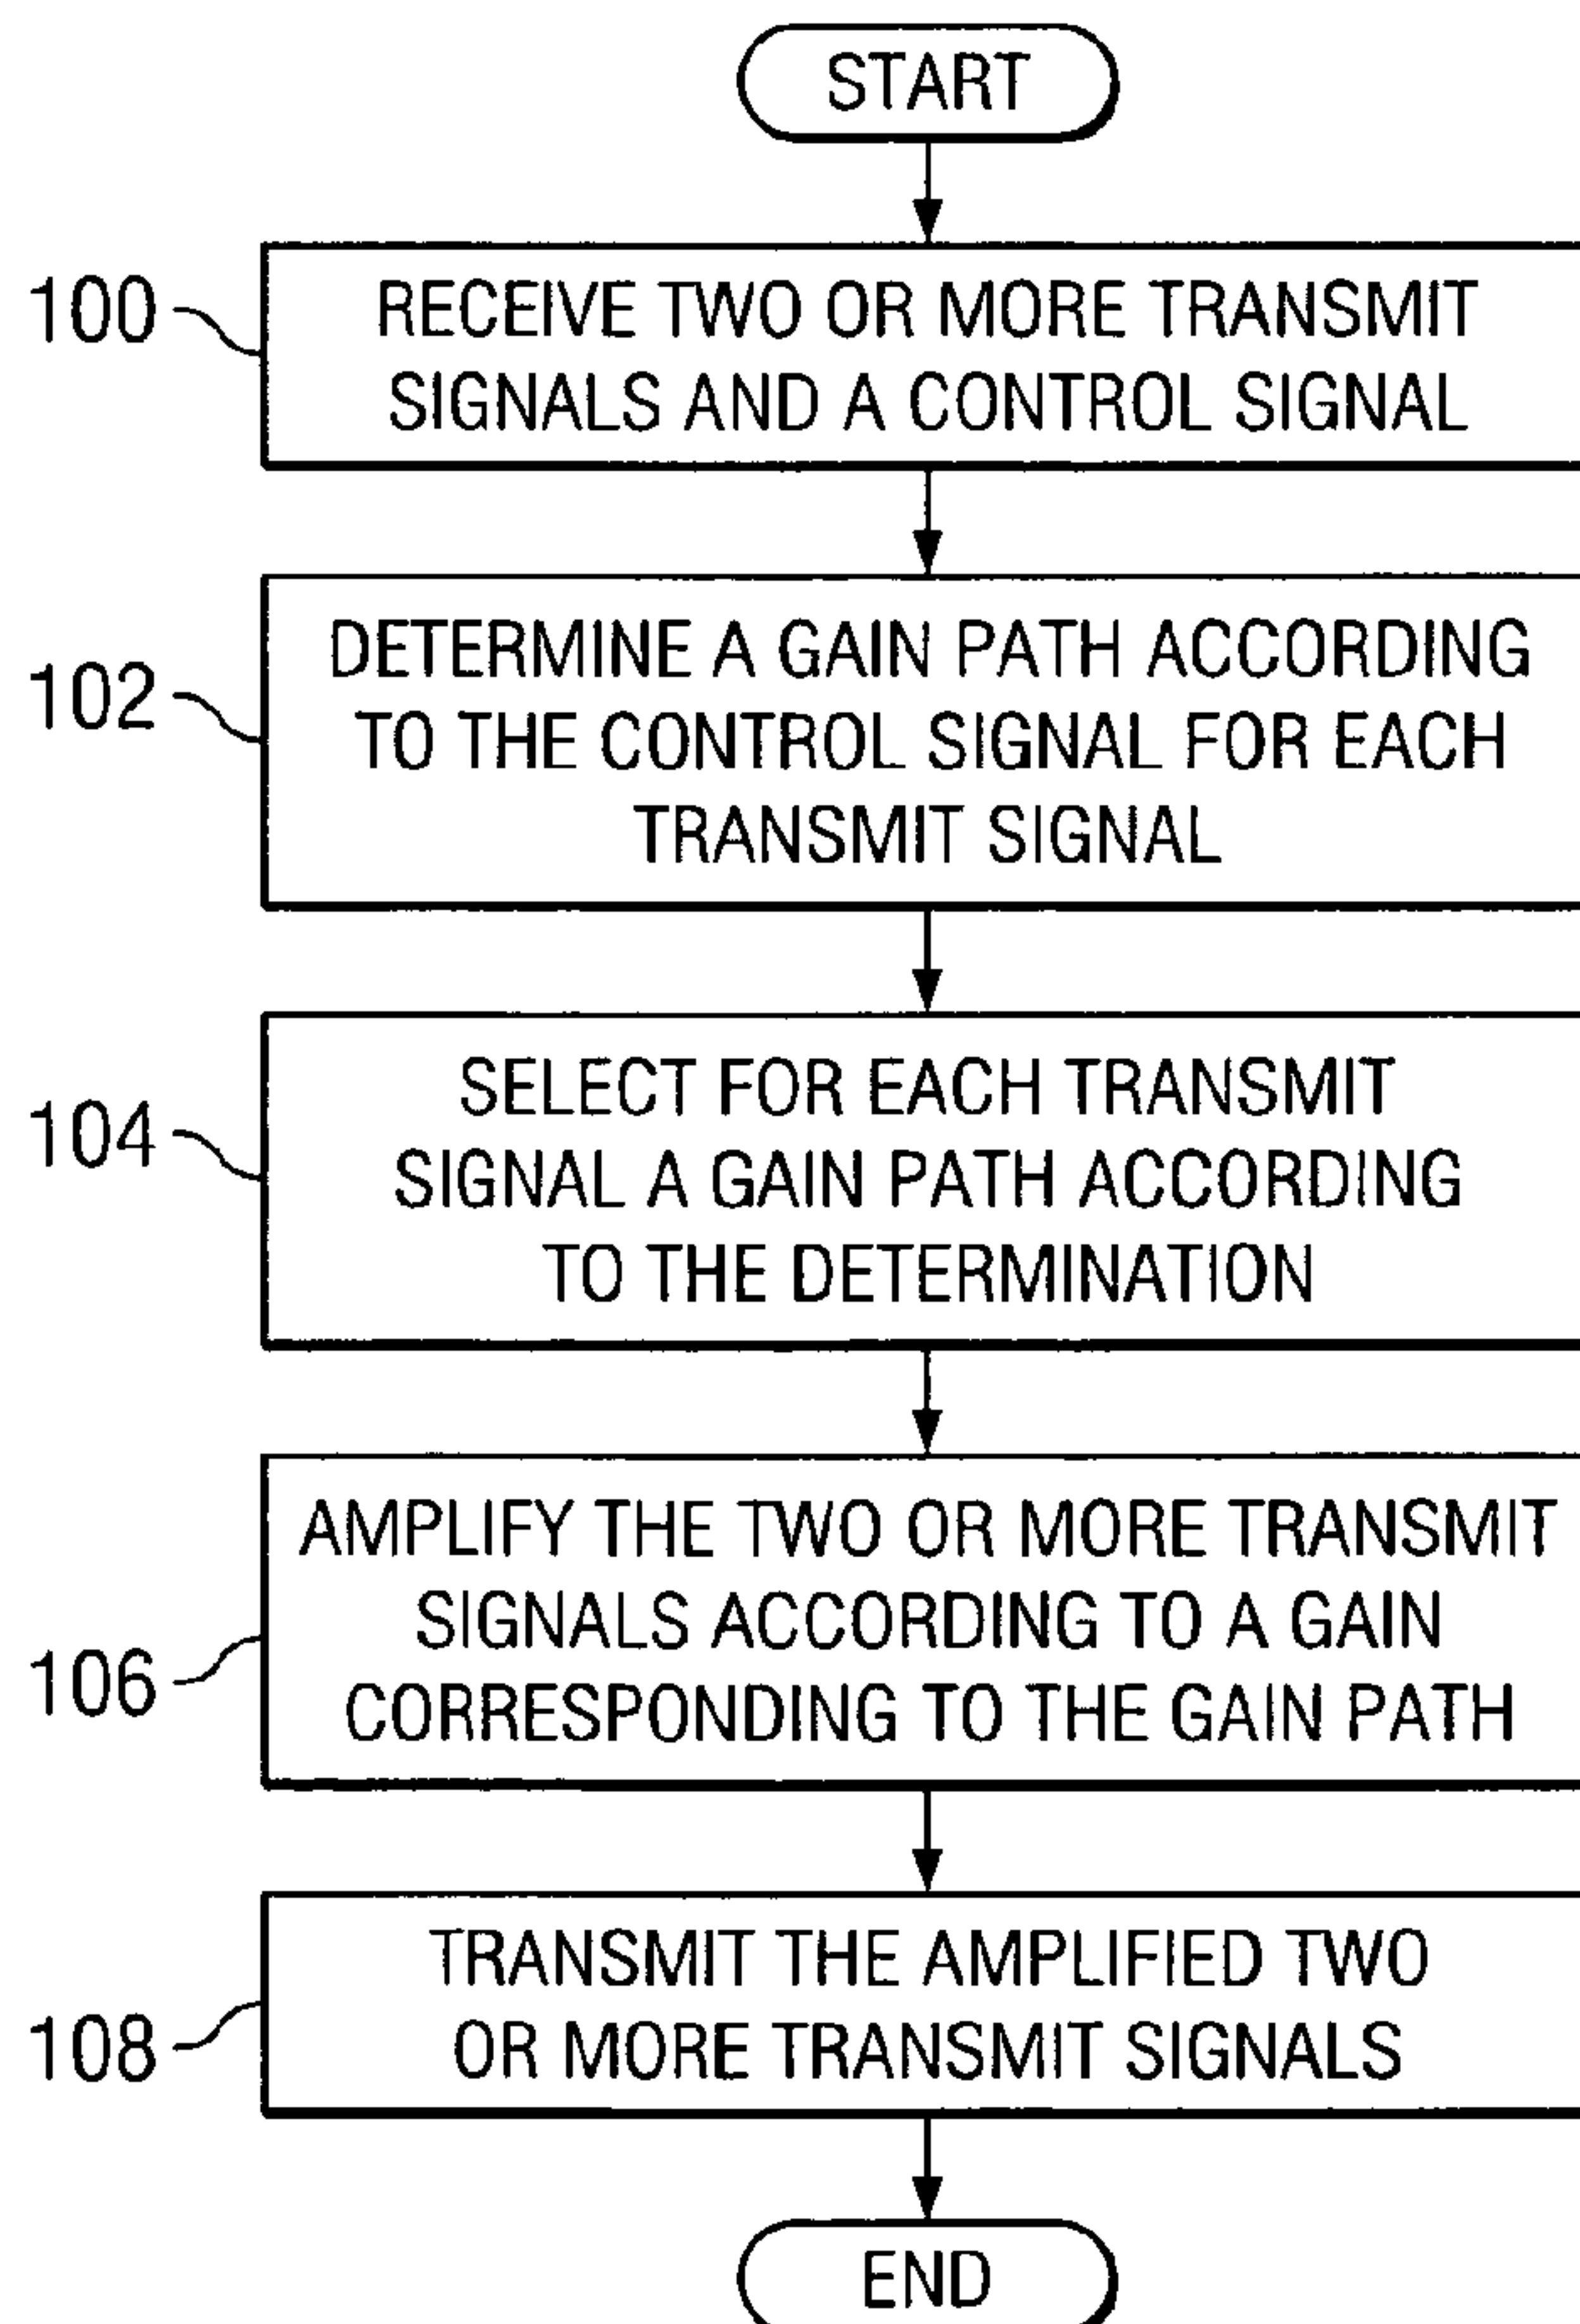 START
100
RECEIVE TWO OR MORE TRANSMIT
SIGNALS AND A CONTROL SIGNAL
102
DETERMINE A GAIN PATH ACCORDING
TO THE CONTROL SIGNAL FOR EACH
TRANSMIT SIGNAL
104
SELECT FOR EACH TRANSMIT
SIGNAL A GAIN PATH ACCORDING
TO THE DETERMINATION
106
AMPLIFY THE TWO OR MORE TRANSMIT
SIGNALS ACCORDING TO A GAIN
CORRESPONDING TO THE GAIN PATH
108
TRANSMIT THE AMPLIFIED TWO
OR MORE TRANSMIT SIGNALS
END